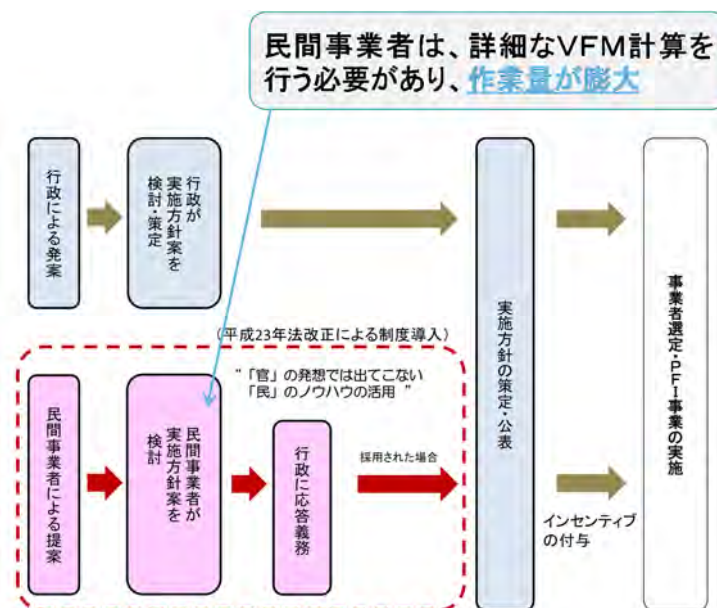 民間事業者は、詳細なVFM計算を
行う必要があり、作業量が膨大
行政による発案
行政が
実施方針案を
検討・策定
(平成23年法改正による制度導入)
"「官」の発想では出てこない
「民」のノウハウの活用 "
民間事業者による提案
民間事業者が
実施方針案を
検討
行政に応答義務
採用された場合
実施方針の策定・公表
インセンティブ
の付与
事業者選定・PFI事業の実施